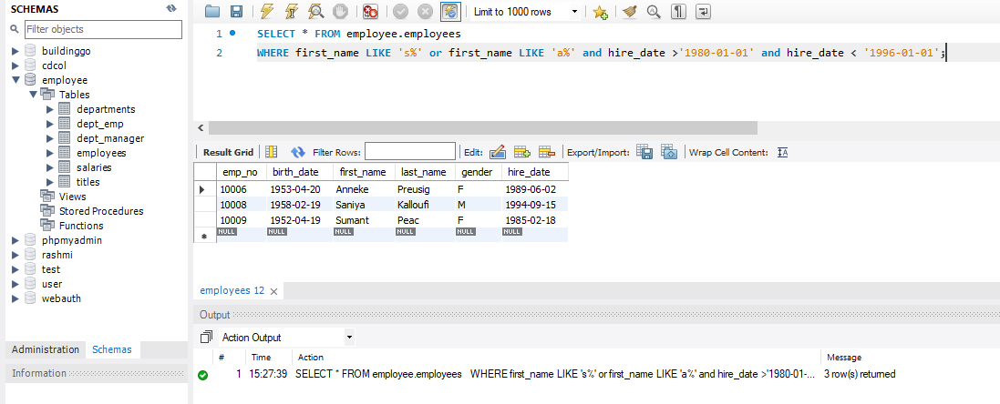 SCHEMAS
Filter objects
buildinggo
cdcol
employee
Tables
departments
dept_emp
dept_manager
employees
salaries
titles
Views
Stored Procedures
Functions
phpmyadmin
rashmi
test
user
webauth
Administration Schemas
Information
Limit to 1000 rows
1 SELECT * FROM employee.employees
2 WHERE first_name LIKE 's%' or first_name LIKE 'a%' and hire_date >'1980-01-01' and hire_date < '1996-01-01';
Result Grid Filter Rows: Edit: Export/Import: Wrap Cell Content:
emp_no birth_date first_name last_name gender hire_date
10006 1953-04-20 Anneke Preusig F 1989-06-02
10008 1958-02-19 Saniya Kalloufi M 1994-09-15
10009 1952-04-19 Sumant Peac F 1985-02-18
NULL NULL NULL NULL NULL NULL
employees 12
Output
Action Output
# Time Action Message
1 15:27:39 SELECT * FROM employee.employees WHERE first_name LIKE 's%' or first_name LIKE 'a%' and hire_date >'1980-01-... 3 row(s) returned